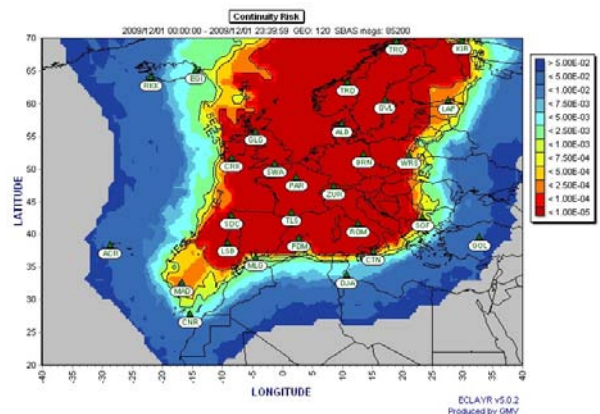 Continuity Risk
2009/12/01 00:00:00 - 2009/12/01 23:39:59 GEO: 120 SBAS msgs: 85200
70
65
60
55
50
45
40
35
30
25
20
LATITUDE
TRO
KIR
RKK
EGI
TRD
GVL
LAP
GLG
ALB
CRK
SWA
BRN
WRS
PAR
ZUR
SDC
TLS
ROM
SOF
ACR
LSB
PDM
GOL
MLG
CTN
MAD
DJA
CNR
-40 -35 -30 -25 -20 -15 -10 -5 0 5 10 15 20 25 30 35 40
LONGITUDE
> 5.00E-02
< 5.00E-02
< 1.00E-02
< 7.50E-03
< 5.00E-03
< 2.50E-03
< 1.00E-03
< 7.50E-04
< 5.00E-04
< 2.50E-04
< 1.00E-04
< 1.00E-05
ECLAYR v5.0.2
Produced by GMV